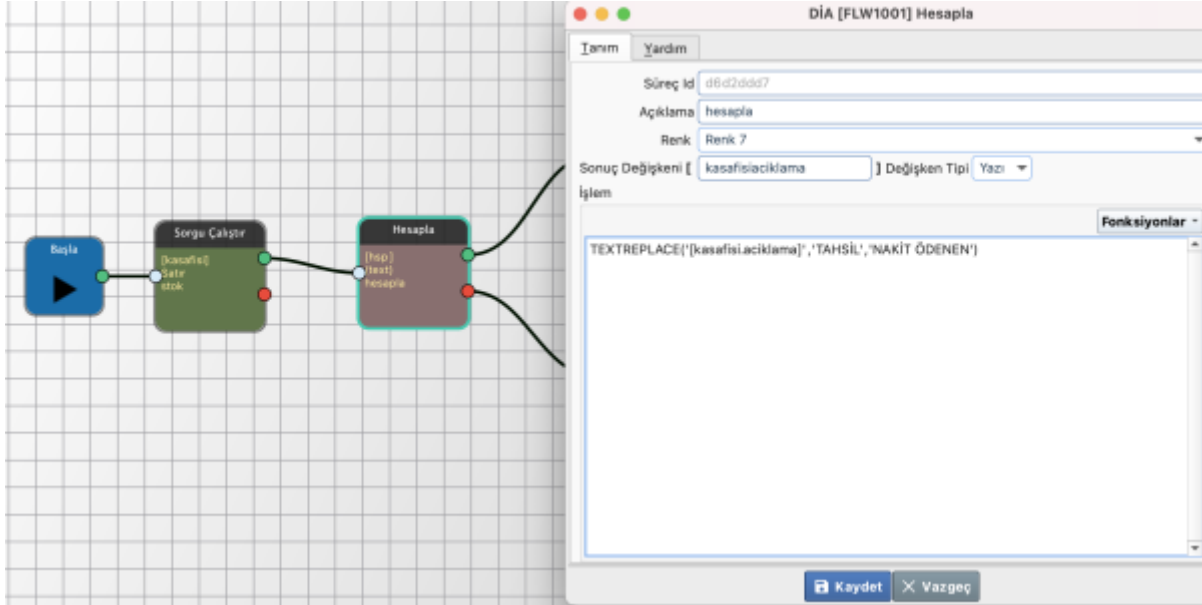 DİA [FLW1001] Hesapla
Tanım Yardım
Süreç Id d6d2ddd7
Açıklama hesapla
Renk Renk 7
Sonuç Değişkeni [ kasafisiaciklama ] Değişken Tipi Yazı
İşlem
Fonksiyonlar
TEXTREPLACE('[kasafisi.aciklama]','TAHSİL','NAKİT ÖDENEN')
Kaydet Vazgeç
Başla
Sorgu Çalıştır
[kasafisi]
Satır
stok
Hesapla
[hsp]
(text)
hesapla